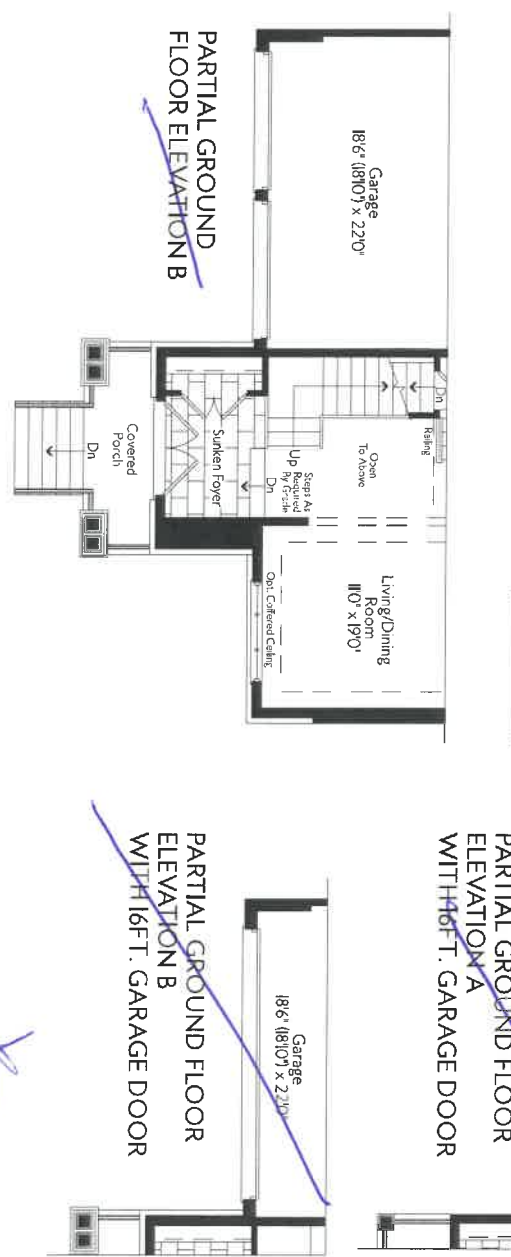 PARTIAL GROUND
FLOOR ELEVATION B
Garage
18'6" (18'10") x 22'0"
Dn
Railing
Open
To Above
Steps As
Required
By Grade
Up
Dn
Sunken Foyer
Covered
Porch
Dn
Living/Dining
Room
11'0" x 19'0"
Opt. Coffered Ceiling
PARTIAL GROUND FLOOR
ELEVATION A
WITH 16FT. GARAGE DOOR
PARTIAL GROUND FLOOR
ELEVATION B
WITH 16FT. GARAGE DOOR
Garage
18'6" (18'10") x 22'0"